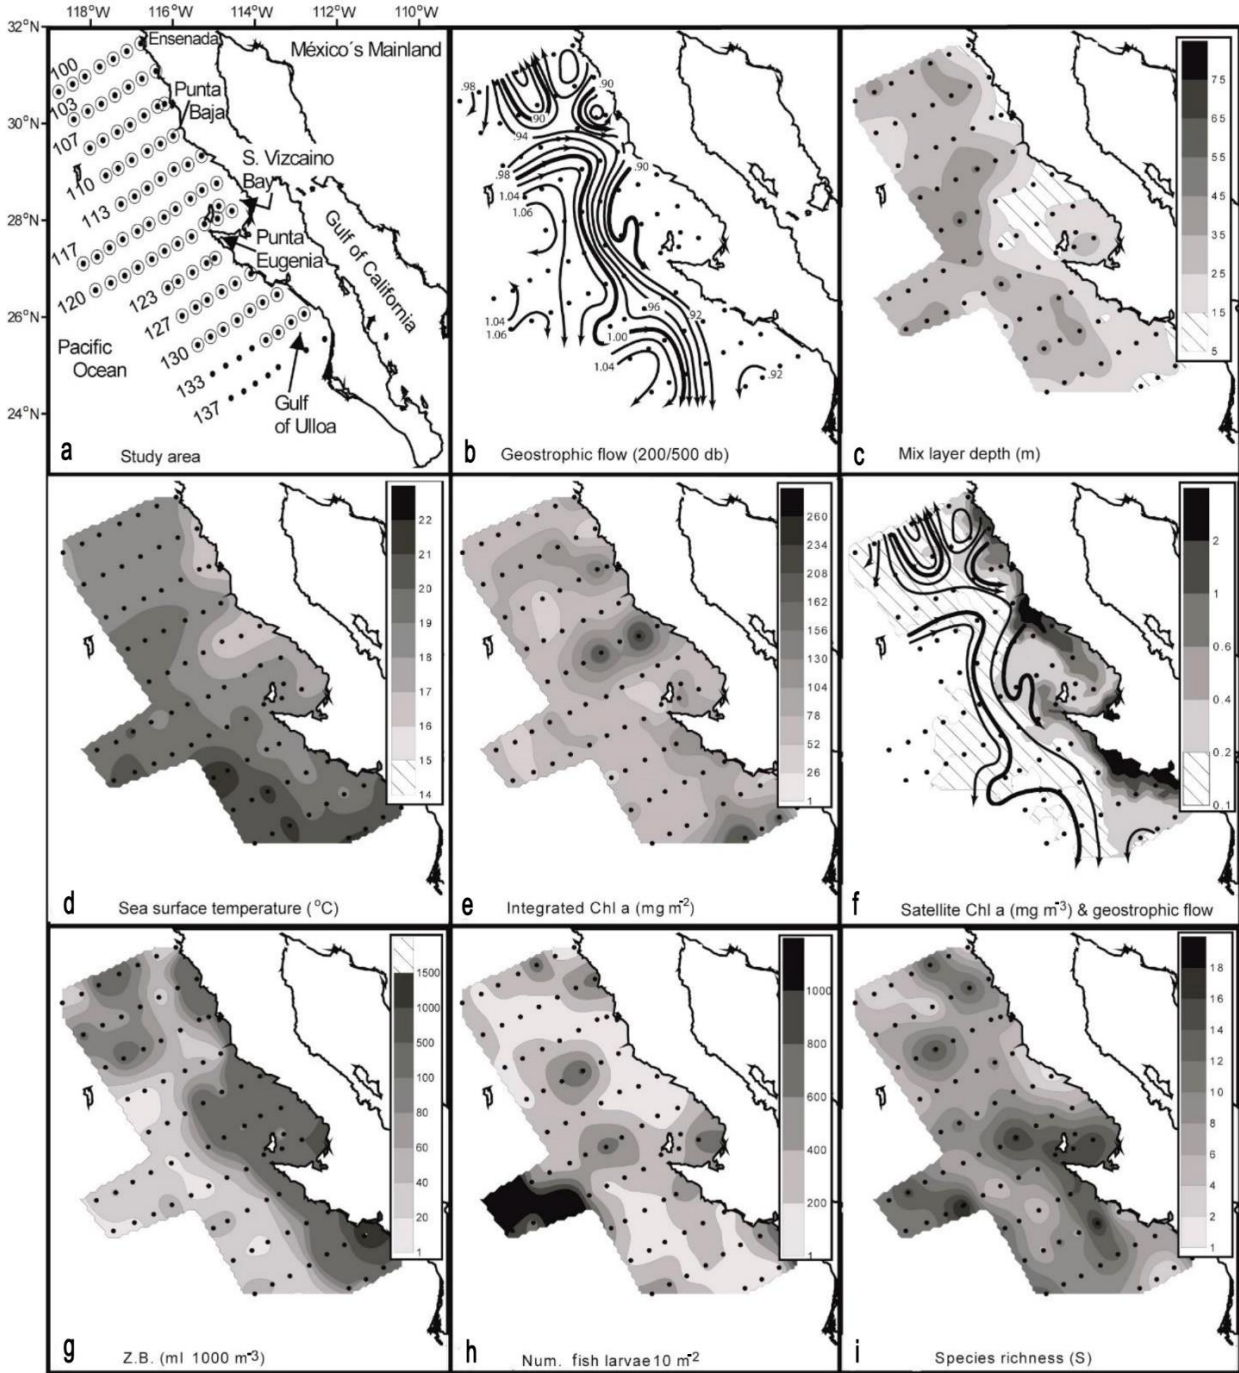 118°W 116°W 114°W 112°W 110°W
32°N
30°N
28°N
26°N
24°N
Ensenada
México´s Mainland
100
103
107
110
113
117
120
123
127
130
133
137
Punta
Baja
S. Vizcaino
Bay
Punta
Eugenia
Gulf of California
Pacific
Ocean
Gulf
of Ulloa
a
Study area
.98
.90
.90
.94
.98
1.04
1.06
.90
.96
.92
1.04
1.06
1.00
1.04
.92
b
Geostrophic flow (200/500 db)
75
65
55
45
35
25
15
5
c
Mix layer depth (m)
22
21
20
19
18
17
16
15
14
d
Sea surface temperature (°C)
260
234
208
162
156
130
104
78
52
26
1
e
Integrated Chl a (mg m-2)
2
1
0.6
0.4
0.2
0.1
f
Satellite Chl a (mg m-3) & geostrophic flow
1500
1000
500
100
80
60
40
20
1
g
Z.B. (ml 1000 m-3)
1000
800
600
400
200
1
h
Num. fish larvae10 m-2
18
16
14
12
10
8
6
4
2
1
i
Species richness (S)